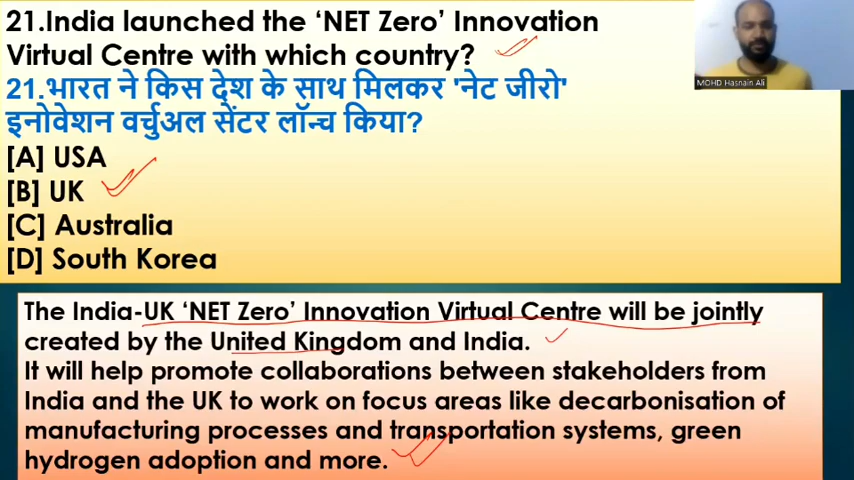 21.India launched the ‘NET Zero’ Innovation
Virtual Centre with which country?
21.भारत ने किस देश के साथ मिलकर 'नेट जीरो'
इनोवेशन वर्चुअल सेंटर लॉन्च किया?
[A] USA
[B] UK
[C] Australia
[D] South Korea
MOHD Hasnain Ali
The India-UK ‘NET Zero’ Innovation Virtual Centre will be jointly
created by the United Kingdom and India.
It will help promote collaborations between stakeholders from
India and the UK to work on focus areas like decarbonisation of
manufacturing processes and transportation systems, green
hydrogen adoption and more.